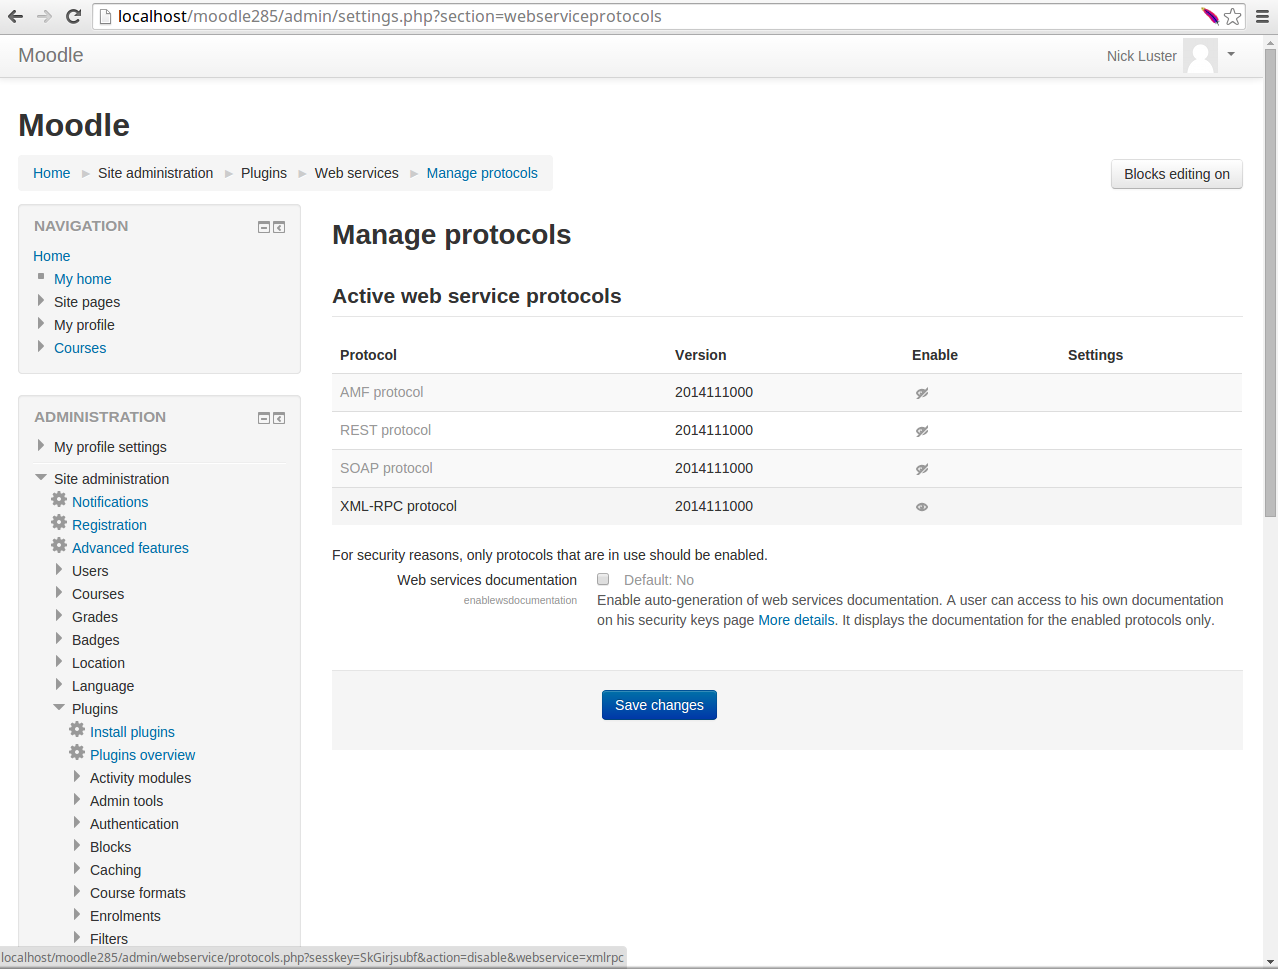 localhost/moodle285/admin/settings.php?section=webserviceprotocols
Moodle
Nick Luster
Moodle
Home Site administration Plugins Web services Manage protocols
Blocks editing on
NAVIGATION
Home
My home
Site pages
My profile
Courses
ADMINISTRATION
My profile settings
Site administration
Notifications
Registration
Advanced features
Users
Courses
Grades
Badges
Location
Language
Plugins
Install plugins
Plugins overview
Activity modules
Admin tools
Authentication
Blocks
Caching
Course formats
Enrolments
Filters
Manage protocols
Active web service protocols
Protocol Version Enable Settings
AMF protocol 2014111000
REST protocol 2014111000
SOAP protocol 2014111000
XML-RPC protocol 2014111000
For security reasons, only protocols that are in use should be enabled.
Web services documentation Default: No
enablewsdocumentation
Enable auto-generation of web services documentation. A user can access to his own documentation
on his security keys page More details. It displays the documentation for the enabled protocols only.
Save changes
localhost/moodle285/admin/webservice/protocols.php?sesskey=SkGirjsubf&action=disable&webservice=xmlrpc